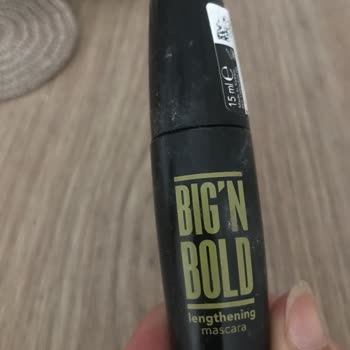 15 ml e
BIG'N
BOLD
lengthening
mascara